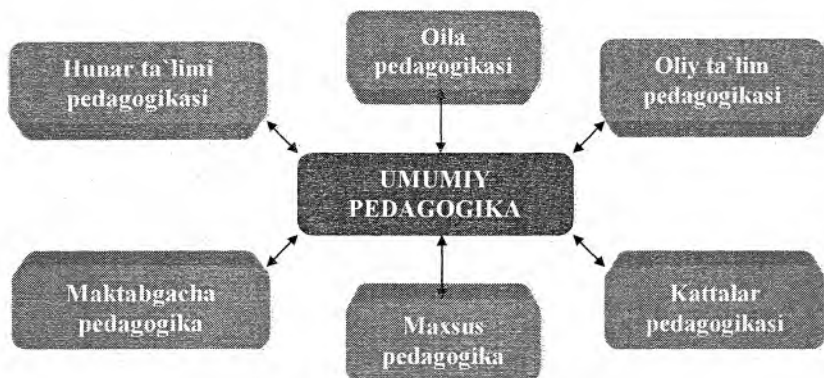 Hunar ta`limi
pedagogikasi
Oila
pedagogikasi
Oliy ta`lim
pedagogikasi
UMUMIY
PEDAGOGIKA
Maktabgacha
pedagogika
Maxsus
pedagogika
Kattalar
pedagogikasi